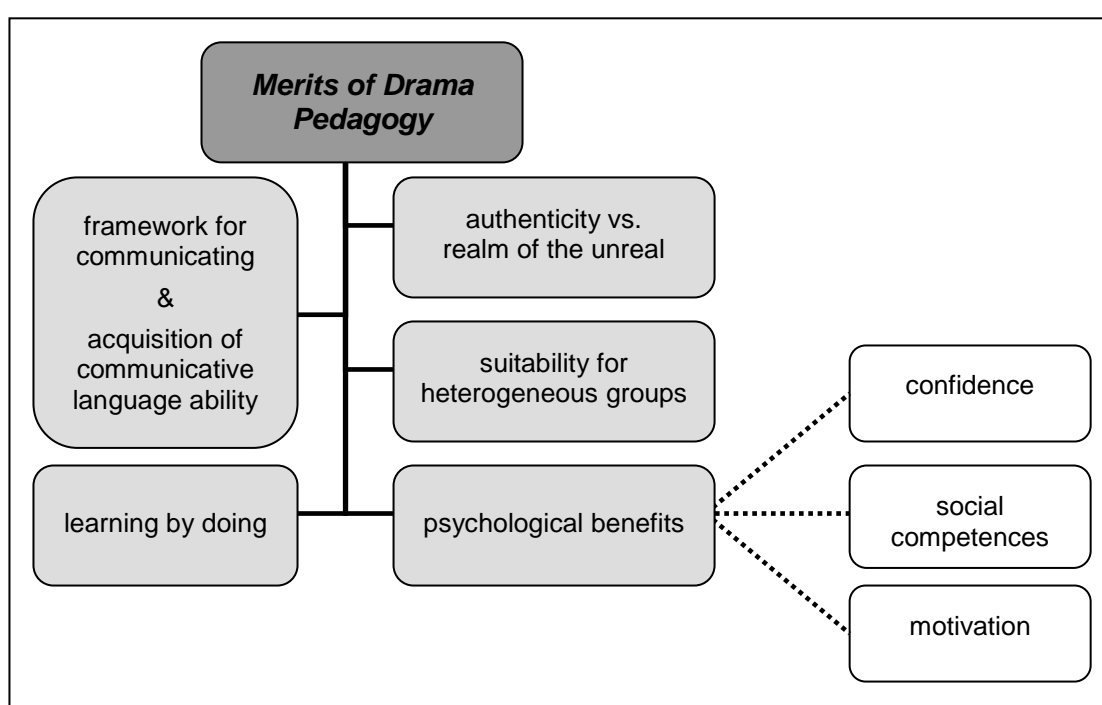 Merits of Drama
Pedagogy
framework for
communicating
&
acquisition of
communicative
language ability
learning by doing
authenticity vs.
realm of the unreal
suitability for
heterogeneous groups
psychological benefits
confidence
social
competences
motivation